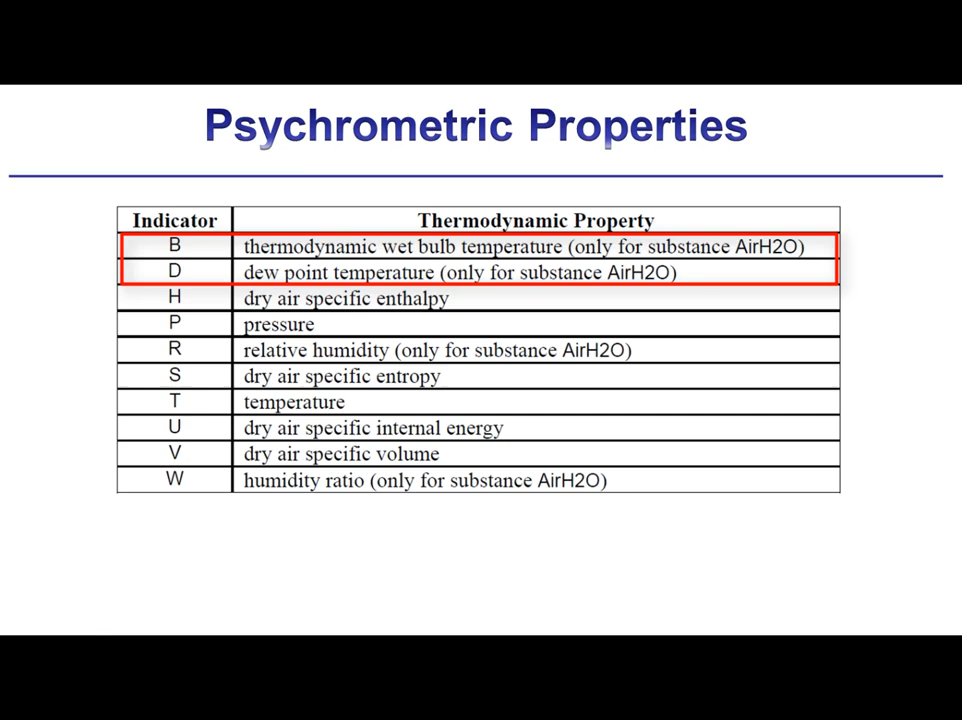 Psychrometric Properties
Indicator Thermodynamic Property
B thermodynamic wet bulb temperature (only for substance AirH2O)
D dew point temperature (only for substance AirH2O)
H dry air specific enthalpy
P pressure
R relative humidity (only for substance AirH2O)
S dry air specific entropy
T temperature
U dry air specific internal energy
V dry air specific volume
W humidity ratio (only for substance AirH2O)